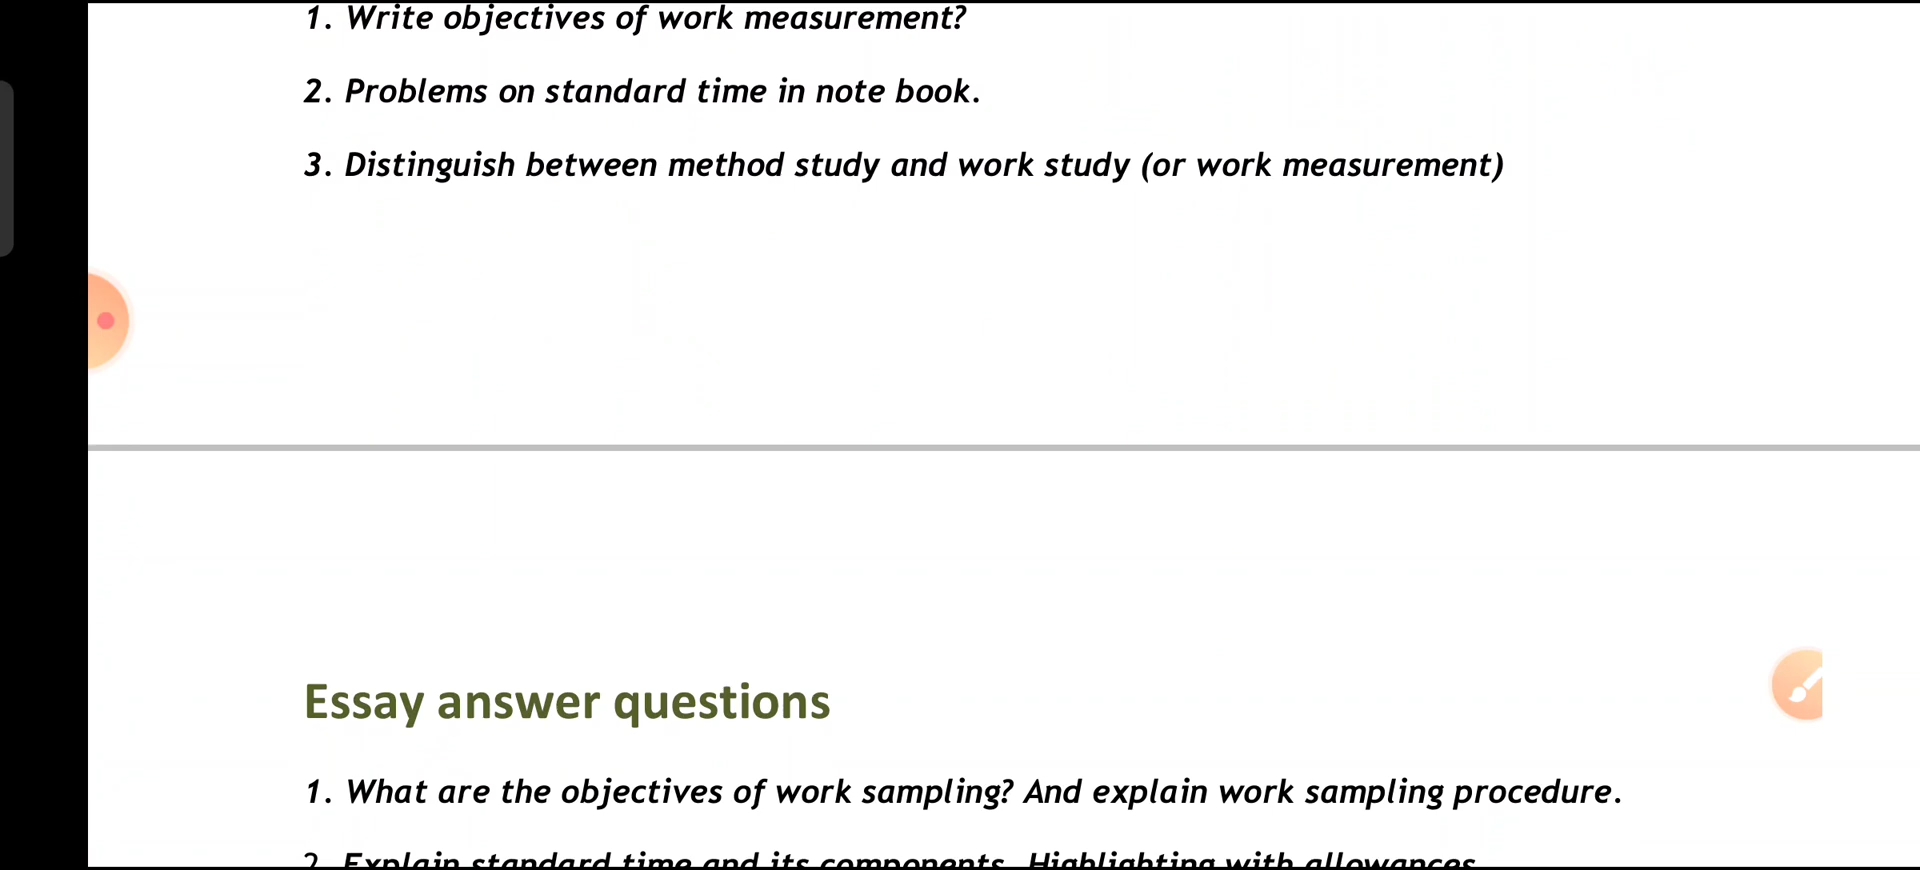 1. Write objectives of work measurement?
2. Problems on standard time in note book.
3. Distinguish between method study and work study (or work measurement)
Essay answer questions
1. What are the objectives of work sampling? And explain work sampling procedure.
2. Explain standard time and its components. Highlighting with allowances